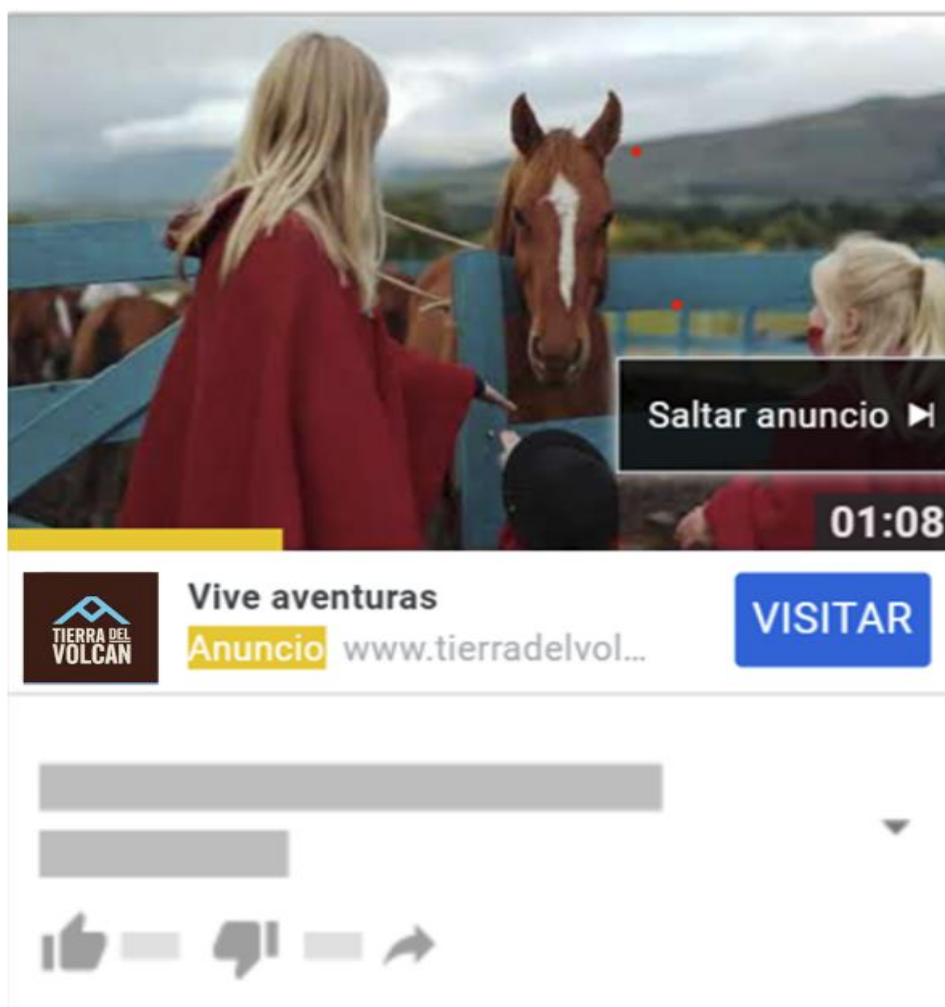 Saltar anuncio
01:08
TIERRA DEL
VOLCAN
Vive aventuras
Anuncio www.tierradelvol...
VISITAR